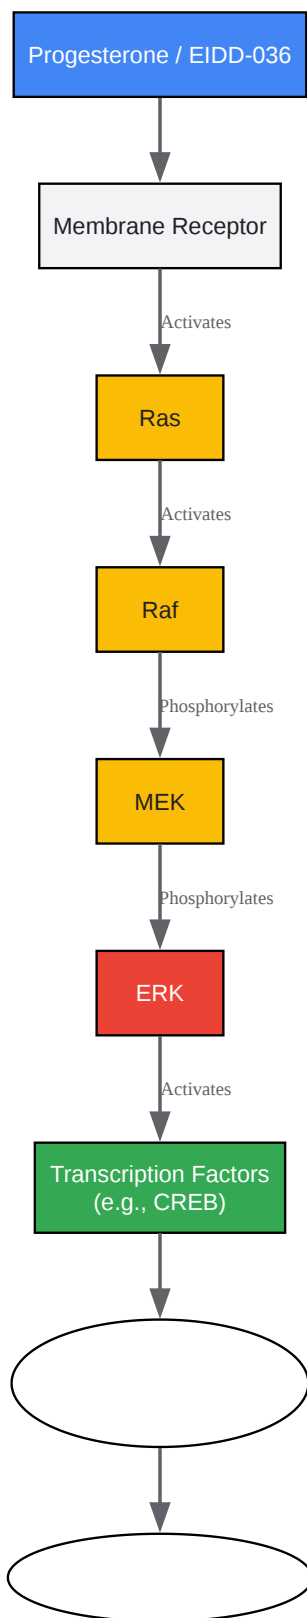 Progesterone / EIDD-036
Membrane Receptor
Activates
Ras
Activates
Raf
Phosphorylates
MEK
Phosphorylates
ERK
Activates
Transcription Factors
(e.g., CREB)